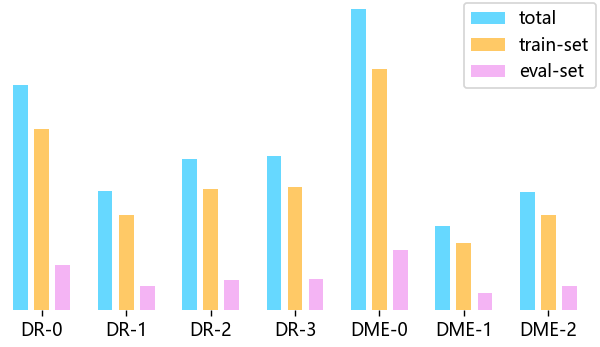 total
train-set
eval-set
DR-0 DR-1 DR-2 DR-3 DME-0 DME-1 DME-2